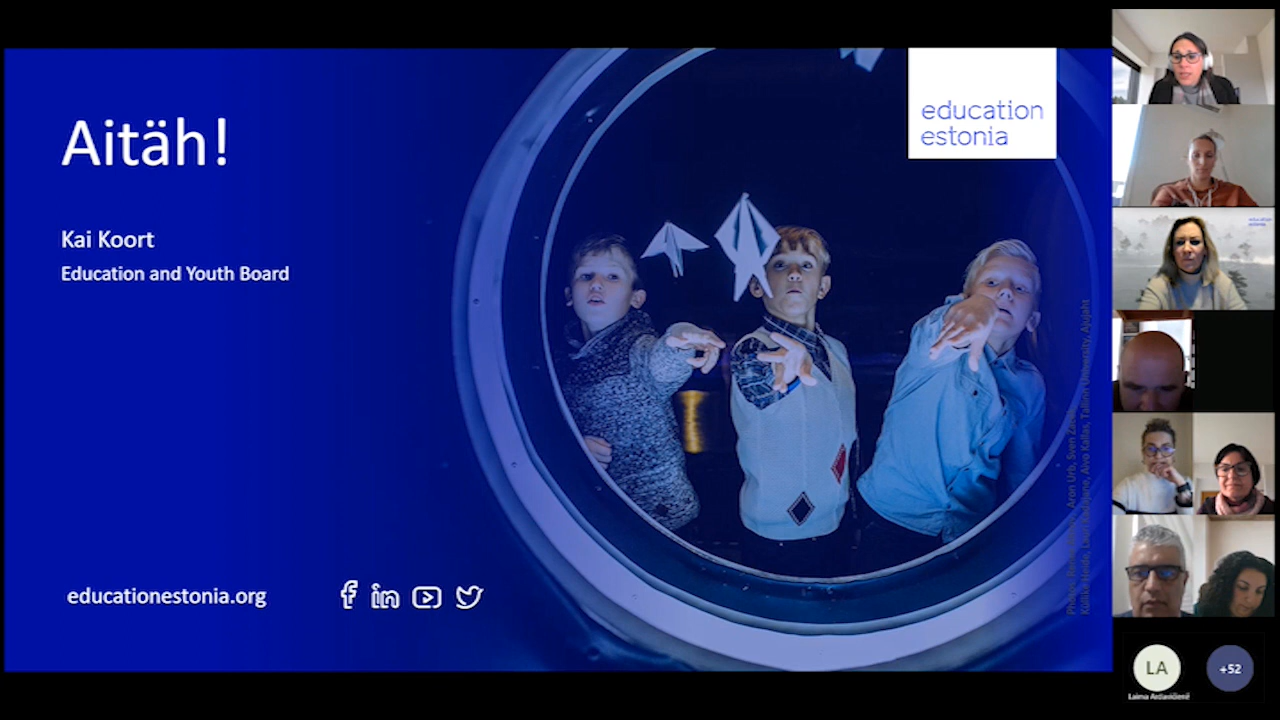 Aitäh!
Kai Koort
Education and Youth Board
educationestonia.org
education
estonia
LA
+52